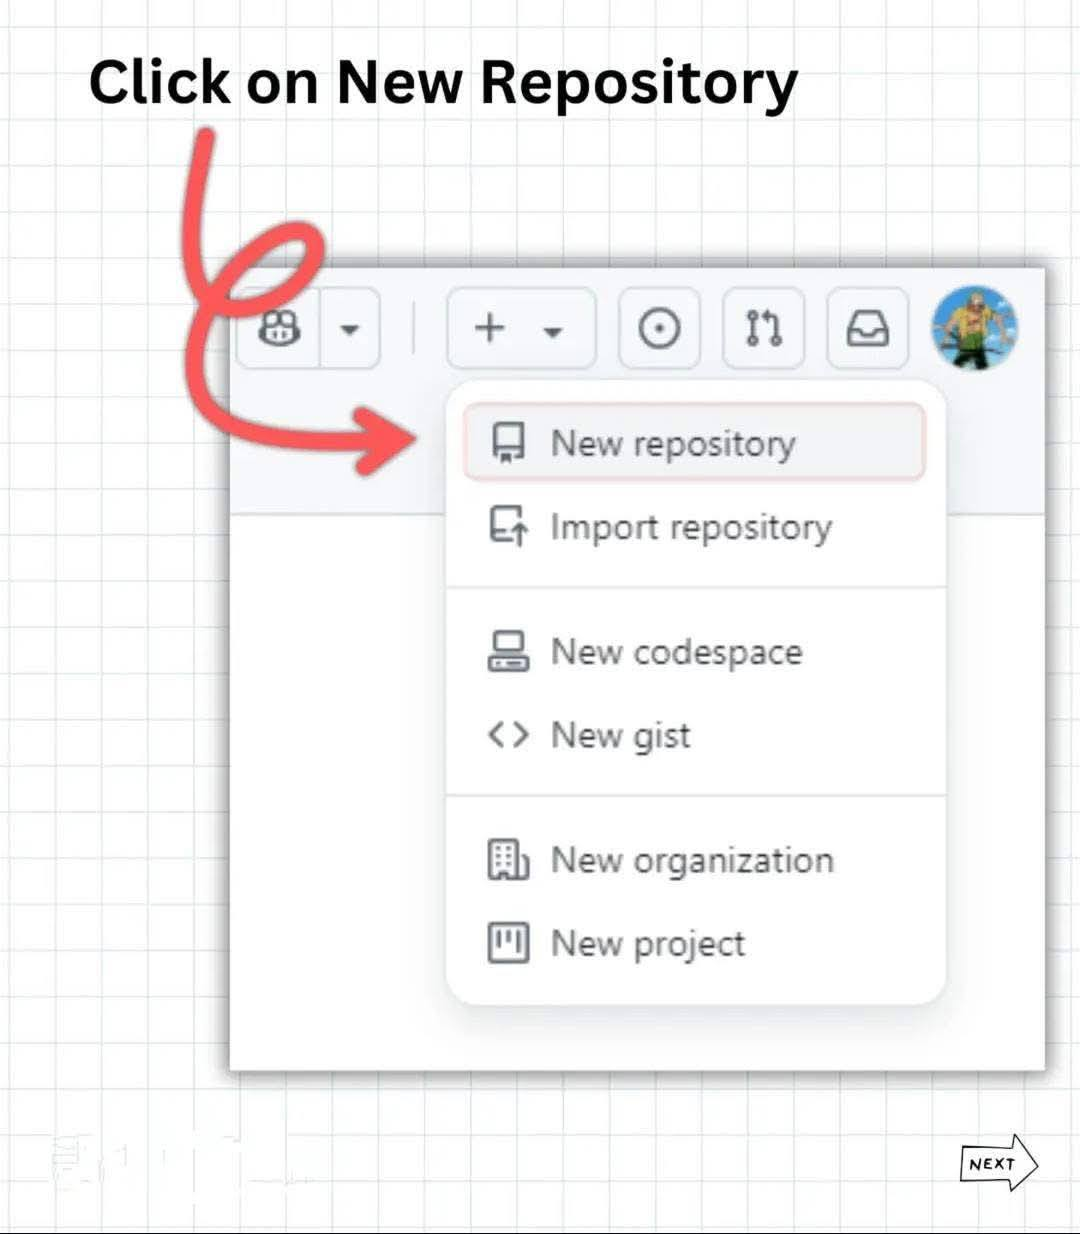 Click on New Repository
New repository
Import repository
New codespace
New gist
New organization
New project
NEXT